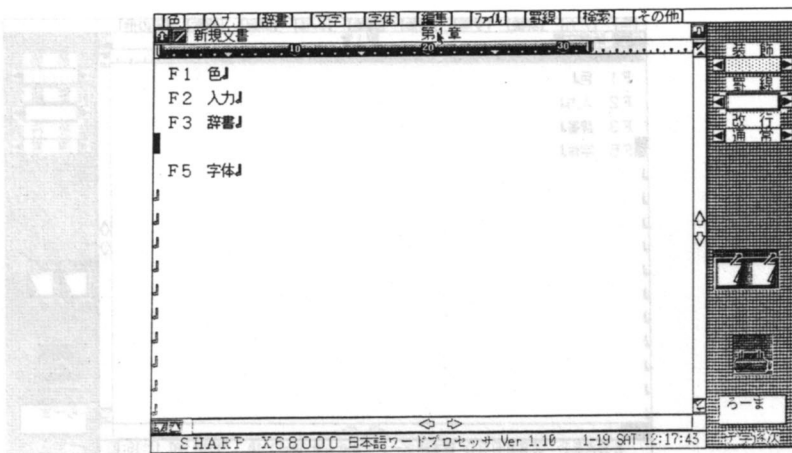 色 入力 辞書 文字 字体 編集 ファイル 罫線 検索 その他
新規文書 第1章
10 20 30
F1 色
F2 入力
F3 辞書
F5 字体
装 飾
罫 線
改 行
通 常
ろーま
SHARP X68000 日本語ワードプロセッサ Ver 1.10 1-19 SAT 12:17:43